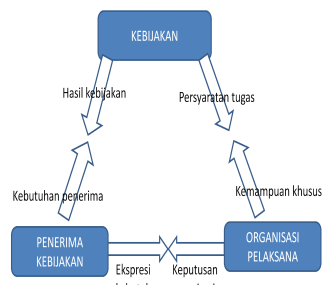 KEBIJAKAN
Hasil kebijakan
Persyaratan tugas
Kebutuhan penerima
Kemampuan khusus
PENERIMA
KEBIJAKAN
ORGANISASI
PELAKSANA
Ekspresi
Keputusan